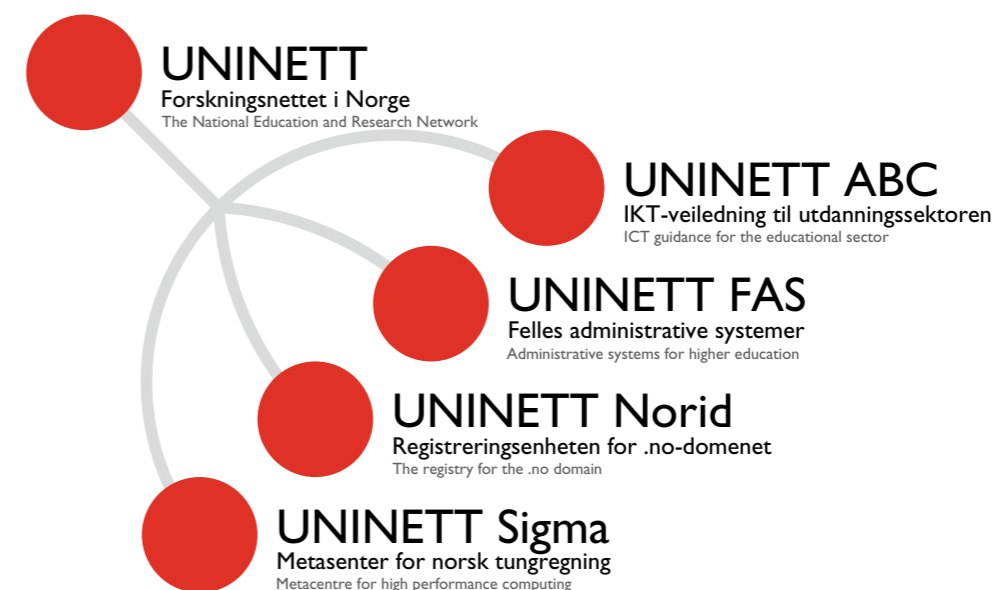 UNINETT
Forskningsnettet i Norge
The National Education and Research Network
UNINETT ABC
IKT-veiledning til utdanningssektoren
ICT guidance for the educational sector
UNINETT FAS
Felles administrative systemer
Administrative systems for higher education
UNINETT Norid
Registreringsenheten for .no-domenet
The registry for the .no domain
UNINETT Sigma
Metasenter for norsk tungregning
Metacentre for high performance computing